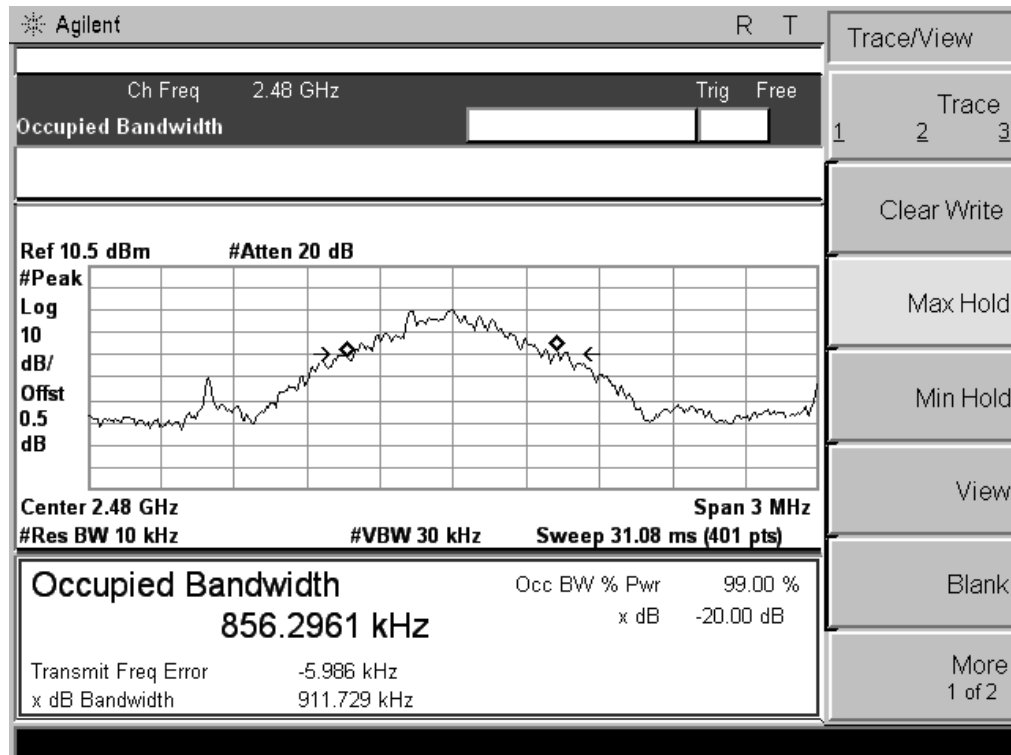 Agilent R T
Ch Freq 2.48 GHz Trig Free
Occupied Bandwidth
Ref 10.5 dBm #Atten 20 dB
#Peak
Log
10
dB/
Offst
0.5
dB
Center 2.48 GHz Span 3 MHz
#Res BW 10 kHz #VBW 30 kHz Sweep 31.08 ms (401 pts)
Occupied Bandwidth Occ BW % Pwr 99.00 %
856.2961 kHz x dB -20.00 dB
Transmit Freq Error -5.986 kHz
x dB Bandwidth 911.729 kHz
Trace/View
Trace
1 2 3
Clear Write
Max Hold
Min Hold
View
Blank
More
1 of 2